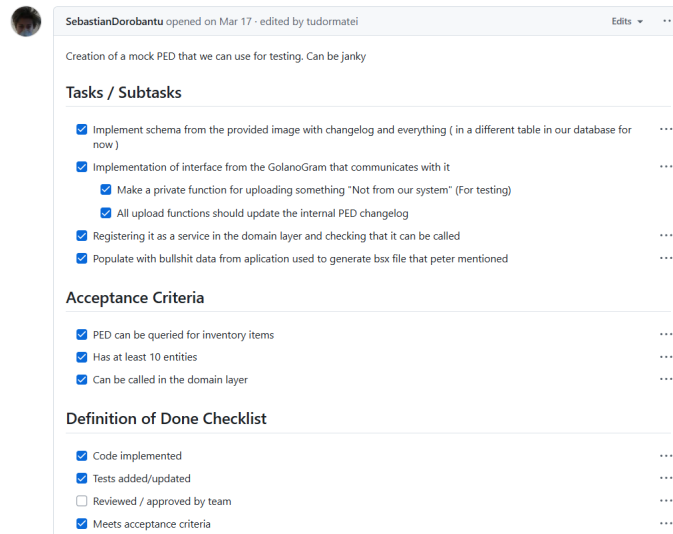 SebastianDorobantu opened on Mar 17 · edited by tudormatei
Edits
Creation of a mock PED that we can use for testing. Can be janky
Tasks / Subtasks
Implement schema from the provided image with changelog and everything ( in a different table in our database for
now )
Implementation of interface from the GolanoGram that communicates with it
Make a private function for uploading something "Not from our system" (For testing)
All upload functions should update the internal PED changelog
Registering it as a service in the domain layer and checking that it can be called
Populate with bullshit data from aplication used to generate bsx file that peter mentioned
Acceptance Criteria
PED can be queried for inventory items
Has at least 10 entities
Can be called in the domain layer
Definition of Done Checklist
Code implemented
Tests added/updated
Reviewed / approved by team
Meets acceptance criteria